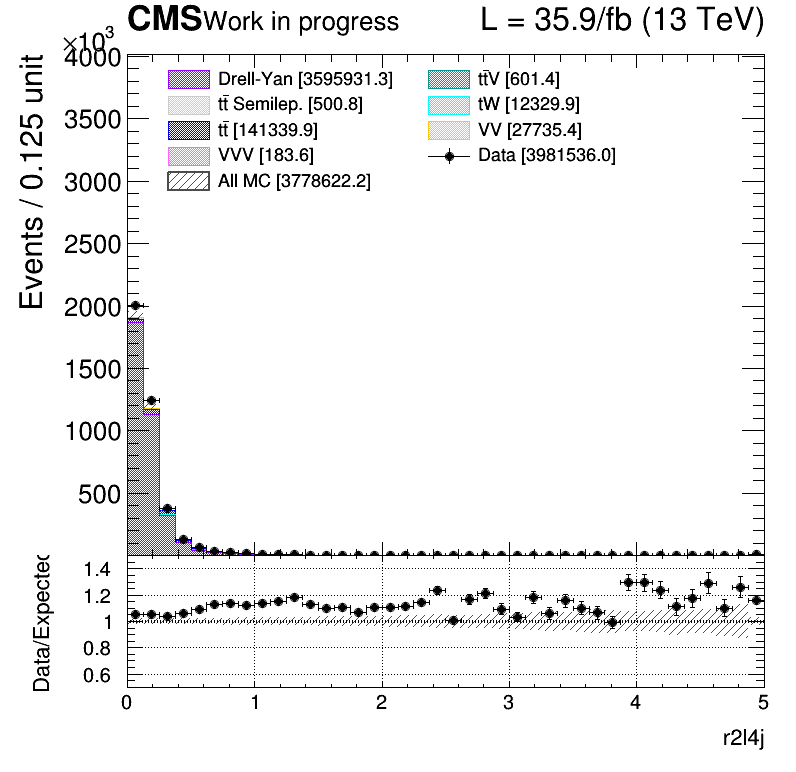 CMS Work in progress L = 35.9/fb (13 TeV)
×10³
4000
3500
3000
2500
2000
1500
1000
500
Events / 0.125 unit
Drell-Yan [3595931.3]
tt̄ Semilep. [500.8]
tt̄ [141339.9]
VVV [183.6]
All MC [3778622.2]
tt̄V [601.4]
tW [12329.9]
VV [27735.4]
Data [3981536.0]
Data/Expected
1.4
1.2
1
0.8
0.6
0 1 2 3 4 5
r2l4j